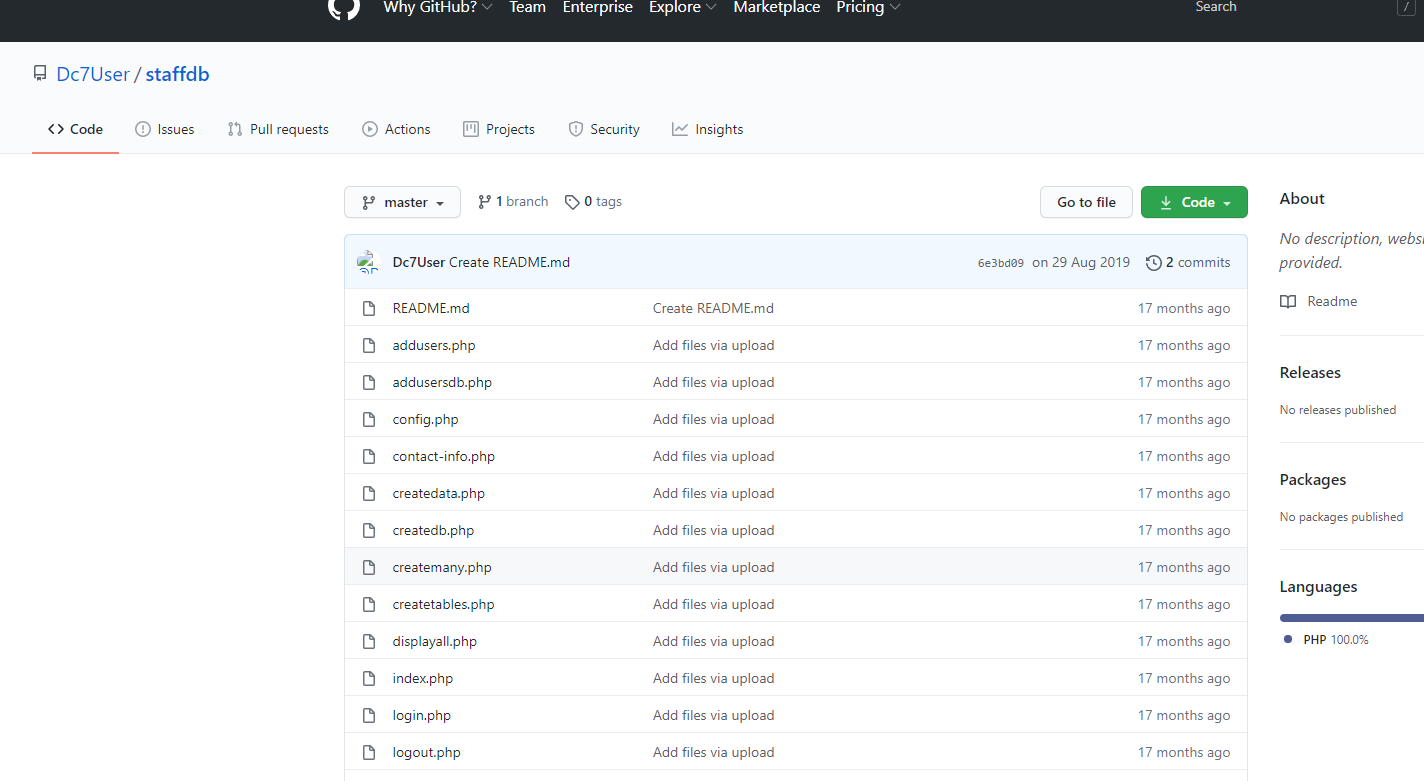 Why GitHub? Team Enterprise Explore Marketplace Pricing Search /
Dc7User / staffdb
Code Issues Pull requests Actions Projects Security Insights
master 1 branch 0 tags Go to file Code
About
No description, websi
provided.
Dc7User Create README.md 6e3bd09 on 29 Aug 2019 2 commits
Readme
README.md Create README.md 17 months ago
addusers.php Add files via upload 17 months ago
Releases
addusersdb.php Add files via upload 17 months ago
No releases published
config.php Add files via upload 17 months ago
contact-info.php Add files via upload 17 months ago
Packages
createdata.php Add files via upload 17 months ago
No packages published
createdb.php Add files via upload 17 months ago
createmany.php Add files via upload 17 months ago
Languages
createtables.php Add files via upload 17 months ago
displayall.php Add files via upload 17 months ago
PHP 100.0%
index.php Add files via upload 17 months ago
login.php Add files via upload 17 months ago
logout.php Add files via upload 17 months ago